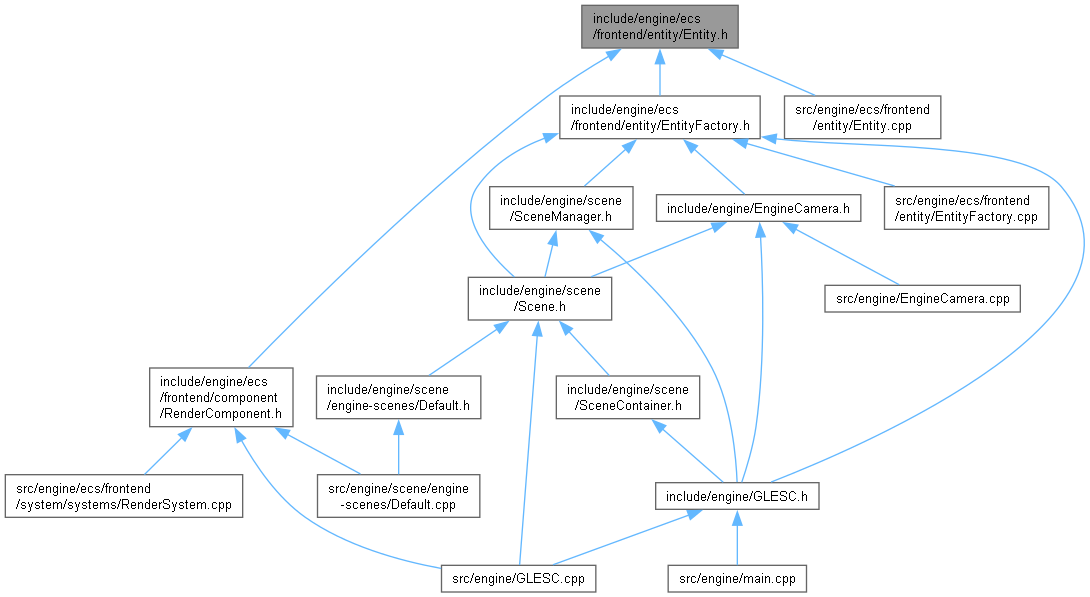 include/engine/ecs
/frontend/entity/Entity.h
include/engine/ecs
/frontend/entity/EntityFactory.h
src/engine/ecs/frontend
/entity/Entity.cpp
include/engine/scene
/SceneManager.h
include/engine/EngineCamera.h
src/engine/ecs/frontend
/entity/EntityFactory.cpp
include/engine/scene
/Scene.h
src/engine/EngineCamera.cpp
include/engine/ecs
/frontend/component
/RenderComponent.h
include/engine/scene
/engine-scenes/Default.h
include/engine/scene
/SceneContainer.h
src/engine/ecs/frontend
/system/systems/RenderSystem.cpp
src/engine/scene/engine
-scenes/Default.cpp
include/engine/GLESC.h
src/engine/GLESC.cpp
src/engine/main.cpp